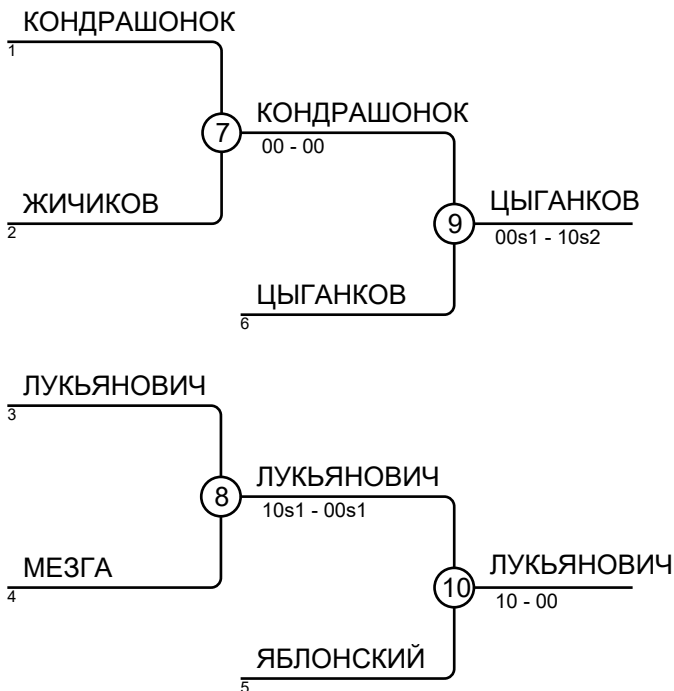 КОНДРАШОНОК
1
7
КОНДРАШОНОК
00 - 00
ЖИЧИКОВ
2
9
ЦЫГАНКОВ
00s1 - 10s2
ЦЫГАНКОВ
6
ЛУКЬЯНОВИЧ
3
8
ЛУКЬЯНОВИЧ
10s1 - 00s1
МЕЗГА
4
10
ЛУКЬЯНОВИЧ
10 - 00
ЯБЛОНСКИЙ
5